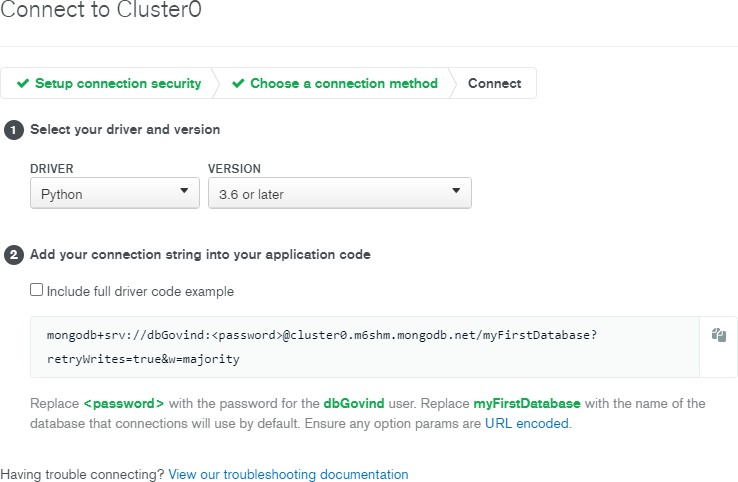 Connect to Cluster0
✔ Setup connection security ✔ Choose a connection method Connect
1 Select your driver and version
DRIVER VERSION
Python 3.6 or later
2 Add your connection string into your application code
Include full driver code example
mongodb+srv://dbGovind:<password>@cluster0.m6shm.mongodb.net/myFirstDatabase?
retryWrites=true&w=majority
Replace <password> with the password for the dbGovind user. Replace myFirstDatabase with the name of the
database that connections will use by default. Ensure any option params are URL encoded.
Having trouble connecting? View our troubleshooting documentation